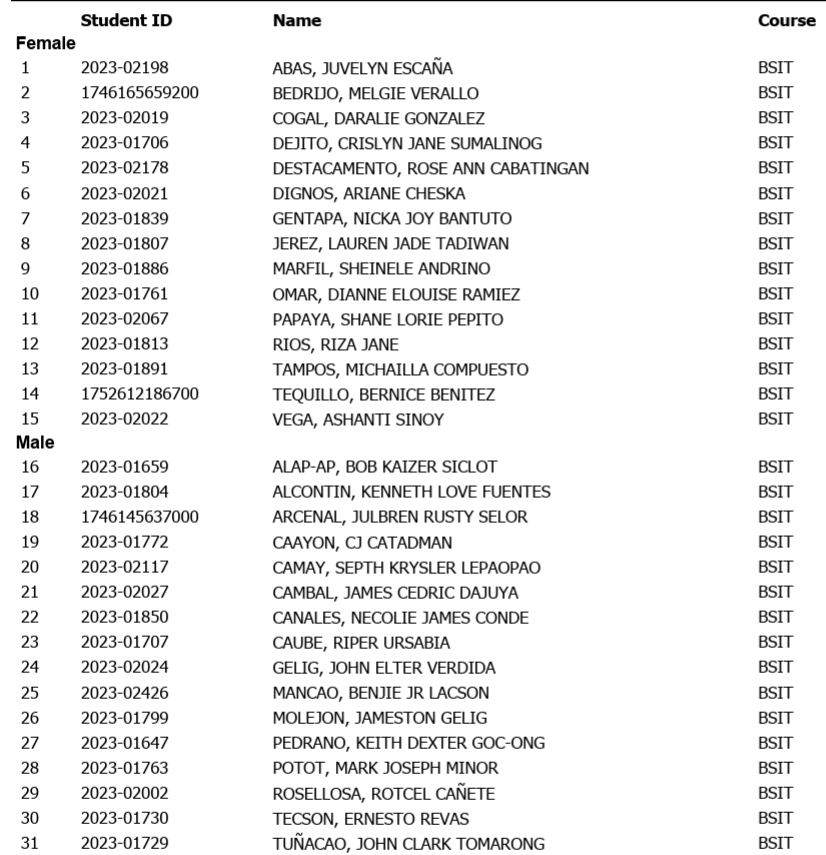 Student ID Name Course
Female
1 2023-02198 ABAS, JUVELYN ESCAÑA BSIT
2 1746165659200 BEDRIJO, MELGIE VERALLO BSIT
3 2023-02019 COGAL, DARALIE GONZALEZ BSIT
4 2023-01706 DEJITO, CRISLYN JANE SUMALINOG BSIT
5 2023-02178 DESTACAMENTO, ROSE ANN CABATINGAN BSIT
6 2023-02021 DIGNOS, ARIANE CHESKA BSIT
7 2023-01839 GENTAPA, NICKA JOY BANTUTO BSIT
8 2023-01807 JEREZ, LAUREN JADE TADIWAN BSIT
9 2023-01886 MARFIL, SHEINELE ANDRINO BSIT
10 2023-01761 OMAR, DIANNE ELOUISE RAMIEZ BSIT
11 2023-02067 PAPAYA, SHANE LORIE PEPITO BSIT
12 2023-01813 RIOS, RIZA JANE BSIT
13 2023-01891 TAMPOS, MICHAILLA COMPUESTO BSIT
14 1752612186700 TEQUILLO, BERNICE BENITEZ BSIT
15 2023-02022 VEGA, ASHANTI SINOY BSIT
Male
16 2023-01659 ALAP-AP, BOB KAIZER SICLOT BSIT
17 2023-01804 ALCONTIN, KENNETH LOVE FUENTES BSIT
18 1746145637000 ARCENAL, JULBREN RUSTY SELOR BSIT
19 2023-01772 CAAYON, CJ CATADMAN BSIT
20 2023-02117 CAMAY, SEPTH KRYSLER LEPAOPAO BSIT
21 2023-02027 CAMBAL, JAMES CEDRIC DAJUYA BSIT
22 2023-01850 CANALES, NECOLIE JAMES CONDE BSIT
23 2023-01707 CAUBE, RIPER URSABIA BSIT
24 2023-02024 GELIG, JOHN ELTER VERDIDA BSIT
25 2023-02426 MANCAO, BENJIE JR LACSON BSIT
26 2023-01799 MOLEJON, JAMESTON GELIG BSIT
27 2023-01647 PEDRANO, KEITH DEXTER GOC-ONG BSIT
28 2023-01763 POTOT, MARK JOSEPH MINOR BSIT
29 2023-02002 ROSELLOSA, ROTCEL CAÑETE BSIT
30 2023-01730 TECSON, ERNESTO REVAS BSIT
31 2023-01729 TUÑACAO, JOHN CLARK TOMARONG BSIT